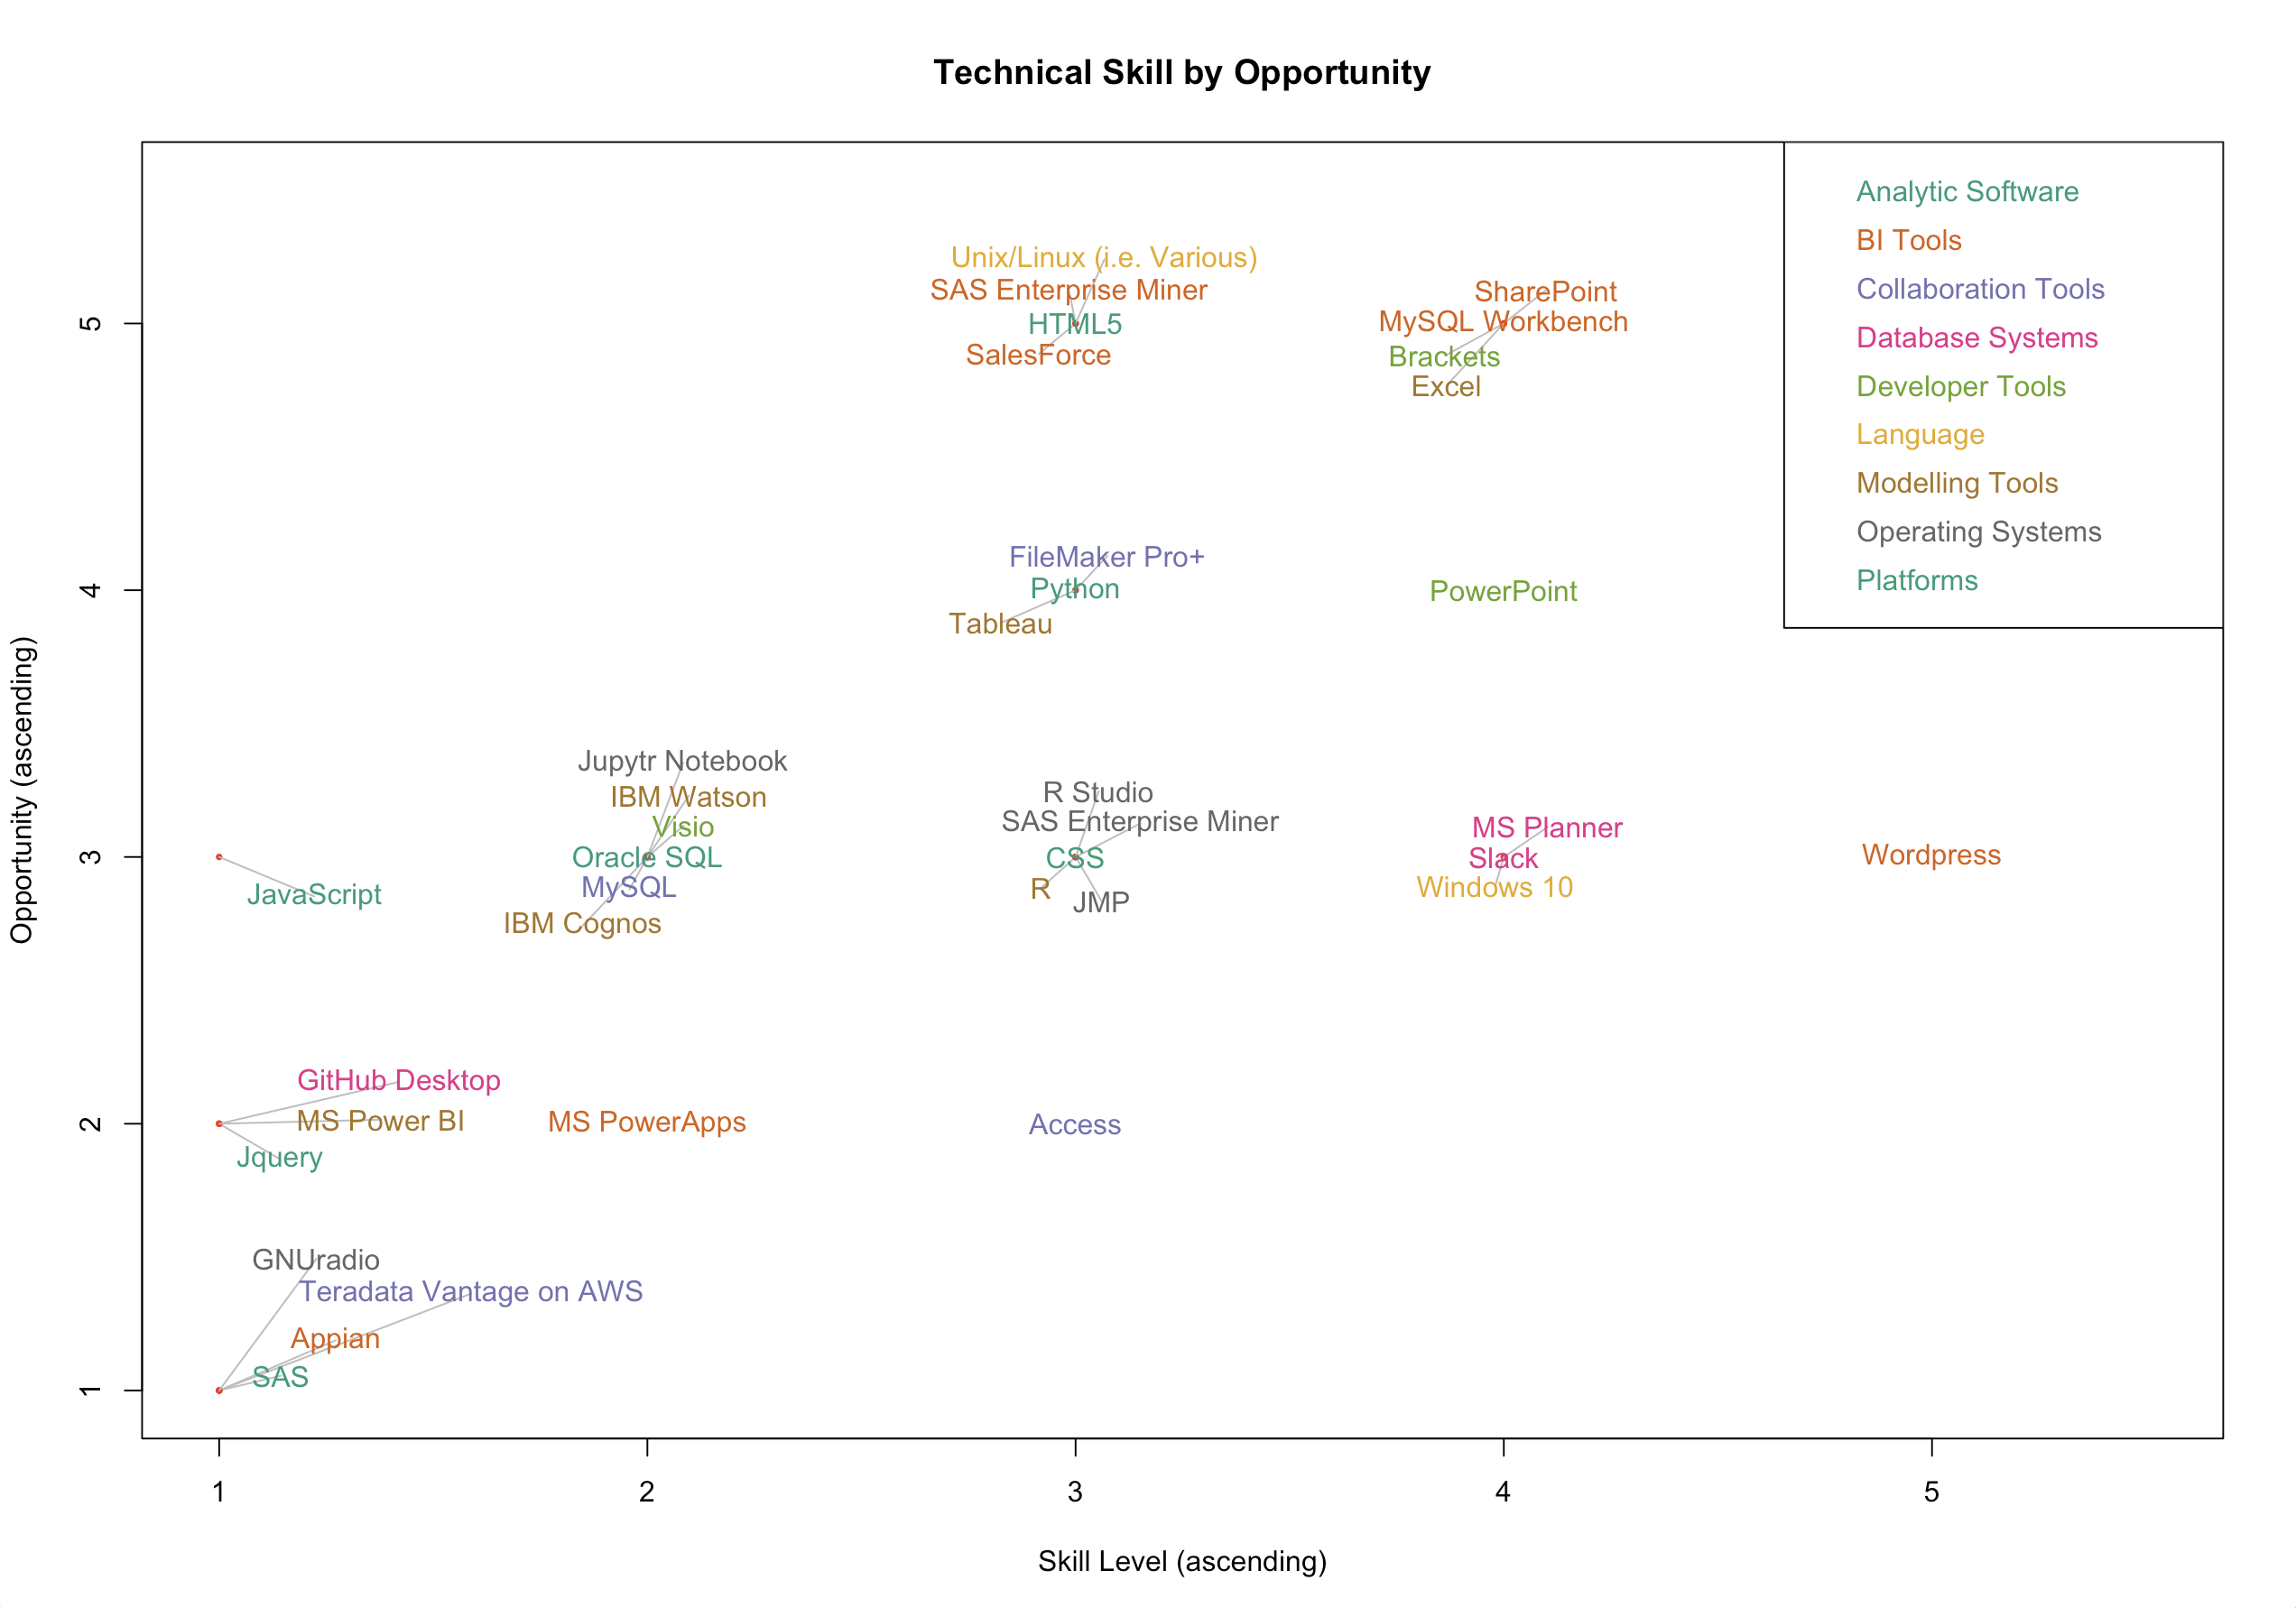 Technical Skill by Opportunity
Analytic Software
BI Tools
Collaboration Tools
Database Systems
Developer Tools
Language
Modelling Tools
Operating Systems
Platforms
Unix/Linux (i.e. Various)
SAS Enterprise Miner
HTML5
SalesForce
SharePoint
MySQL Workbench
Brackets
Excel
FileMaker Pro+
Python
Tableau
PowerPoint
Jupytr Notebook
IBM Watson
Visio
Oracle SQL
MySQL
IBM Cognos
R Studio
SAS Enterprise Miner
CSS
R
JMP
MS Planner
Slack
Windows 10
Wordpress
JavaScript
GitHub Desktop
MS Power BI
Jquery
MS PowerApps
Access
GNUradio
Teradata Vantage on AWS
Appian
SAS
5
4
3
2
1
Opportunity (ascending)
1 2 3 4 5
Skill Level (ascending)